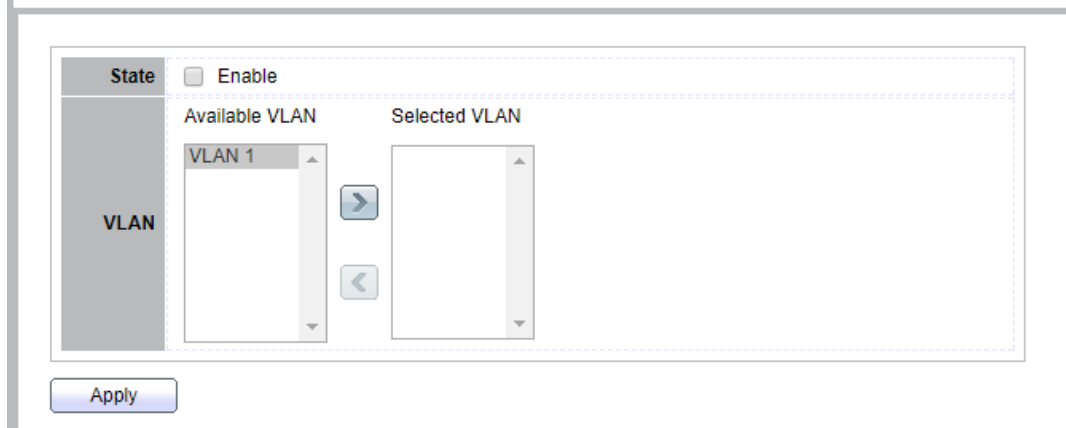 State Enable
Available VLAN Selected VLAN
VLAN 1
VLAN
Apply